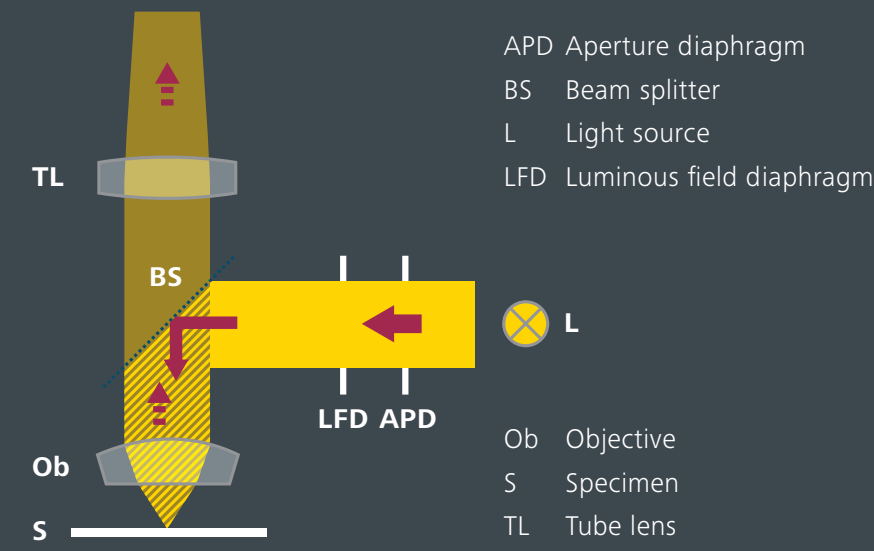 APD Aperture diaphragm
BS Beam splitter
L Light source
LFD Luminous field diaphragm
TL
BS
L
LFD APD
Ob
S
Ob Objective
S Specimen
TL Tube lens